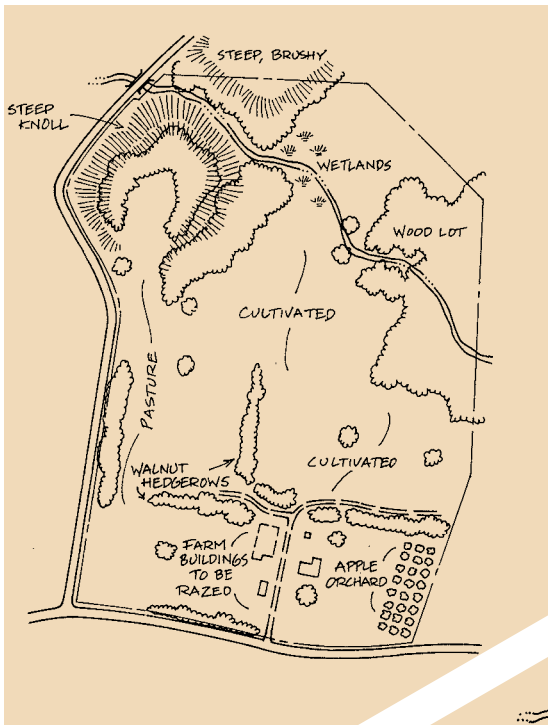 STEEP, BRUSHY
STEEP
KNOLL
WETLANDS
WOOD LOT
CULTIVATED
PASTURE
CULTIVATED
WALNUT
HEDGEROWS
FARM
BUILDINGS
TO BE
RAZED
APPLE
ORCHARD